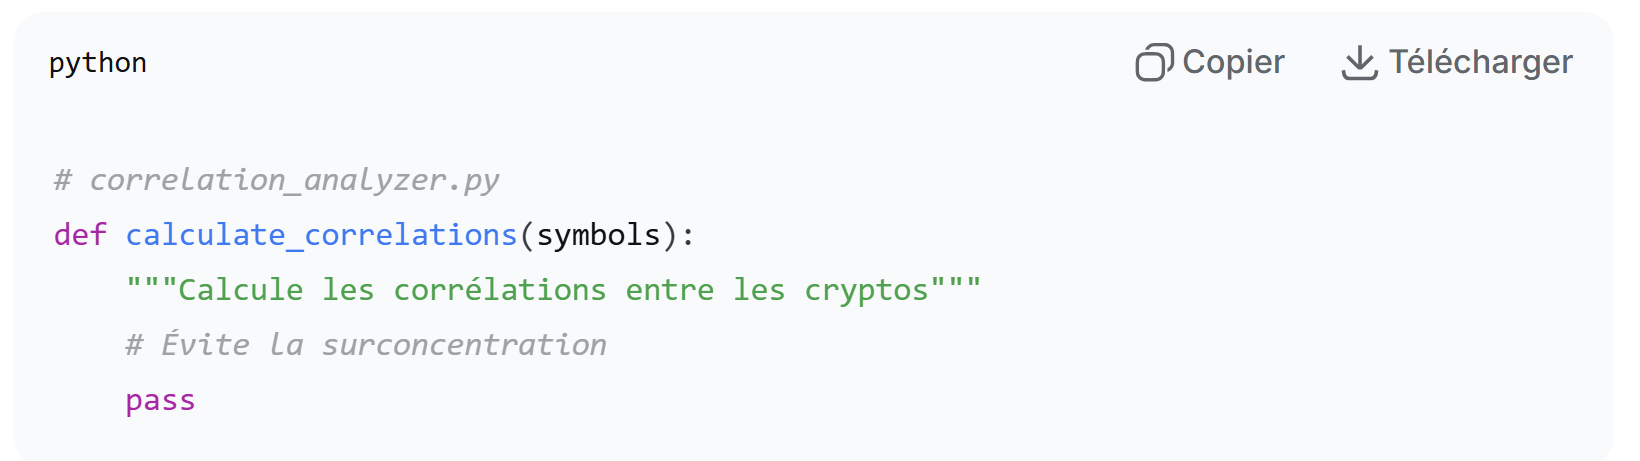 python Copier Télécharger
# correlation_analyzer.py
def calculate_correlations(symbols):
    """Calcule les corrélations entre les cryptos"""
    # Évite la surconcentration
    pass